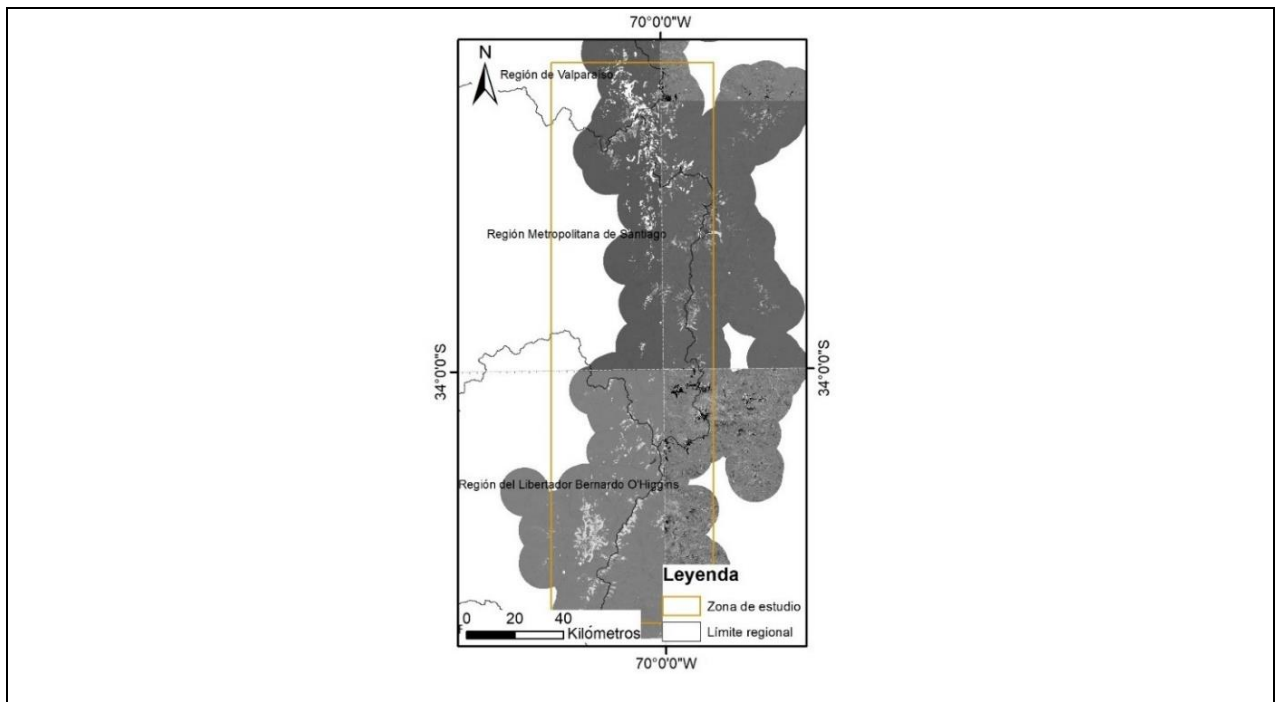 70°0'0"W
N
Región de Valparaíso
Región Metropolitana de Santiago
34°0'0"S
34°0'0"S
Región del Libertador Bernardo O'Higgins
Leyenda
Zona de estudio
Límite regional
0 20 40
Kilómetros
70°0'0"W